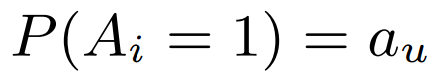 P(A_i = 1) = a_u